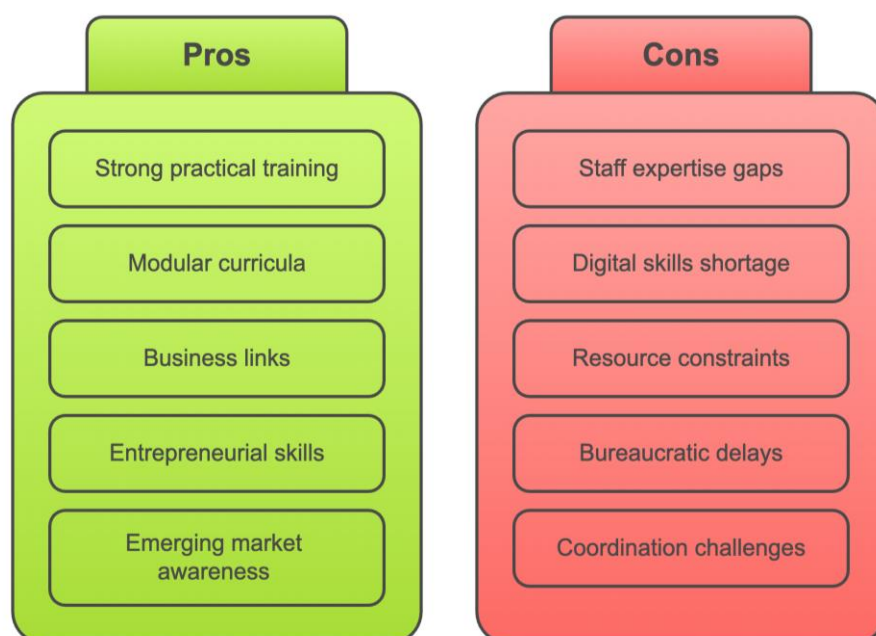 Pros
Strong practical training
Modular curricula
Business links
Entrepreneurial skills
Emerging market
awareness
Cons
Staff expertise gaps
Digital skills shortage
Resource constraints
Bureaucratic delays
Coordination challenges